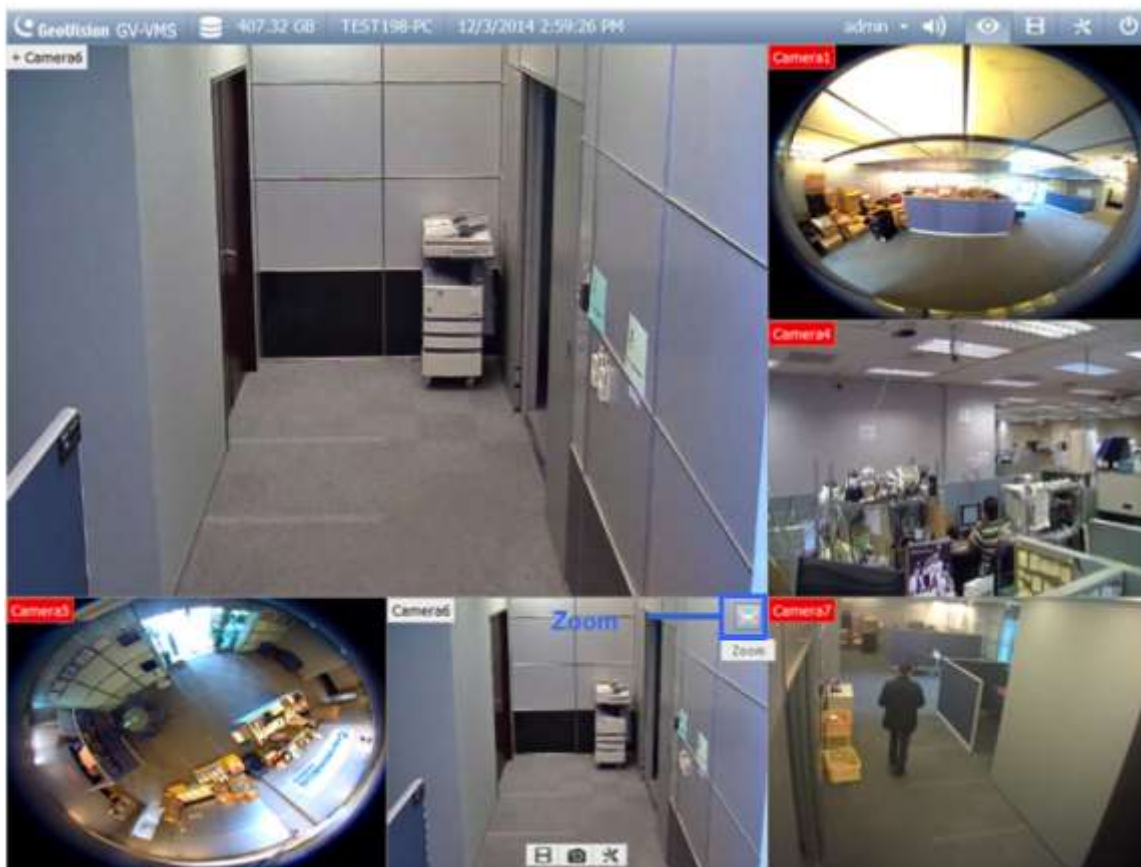 GeoVision GV-VMS 407.32 GB TEST198-PC 12/3/2014 2:59:26 PM admin
+ Camera6
Camera1
Camera4
Camera5
Camera6
Zoom
Zoom
Camera7